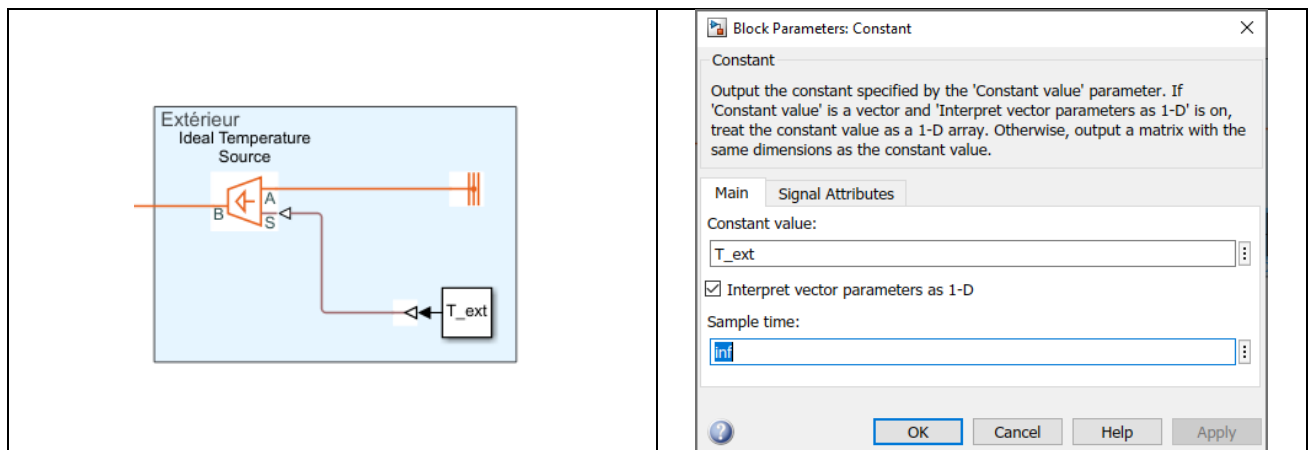 Extérieur
Ideal Temperature
Source
A
B
S
T_ext
Block Parameters: Constant
Constant
Output the constant specified by the 'Constant value' parameter. If
'Constant value' is a vector and 'Interpret vector parameters as 1-D' is on,
treat the constant value as a 1-D array. Otherwise, output a matrix with the
same dimensions as the constant value.
Main Signal Attributes
Constant value:
T_ext
Interpret vector parameters as 1-D
Sample time:
inf
OK Cancel Help Apply